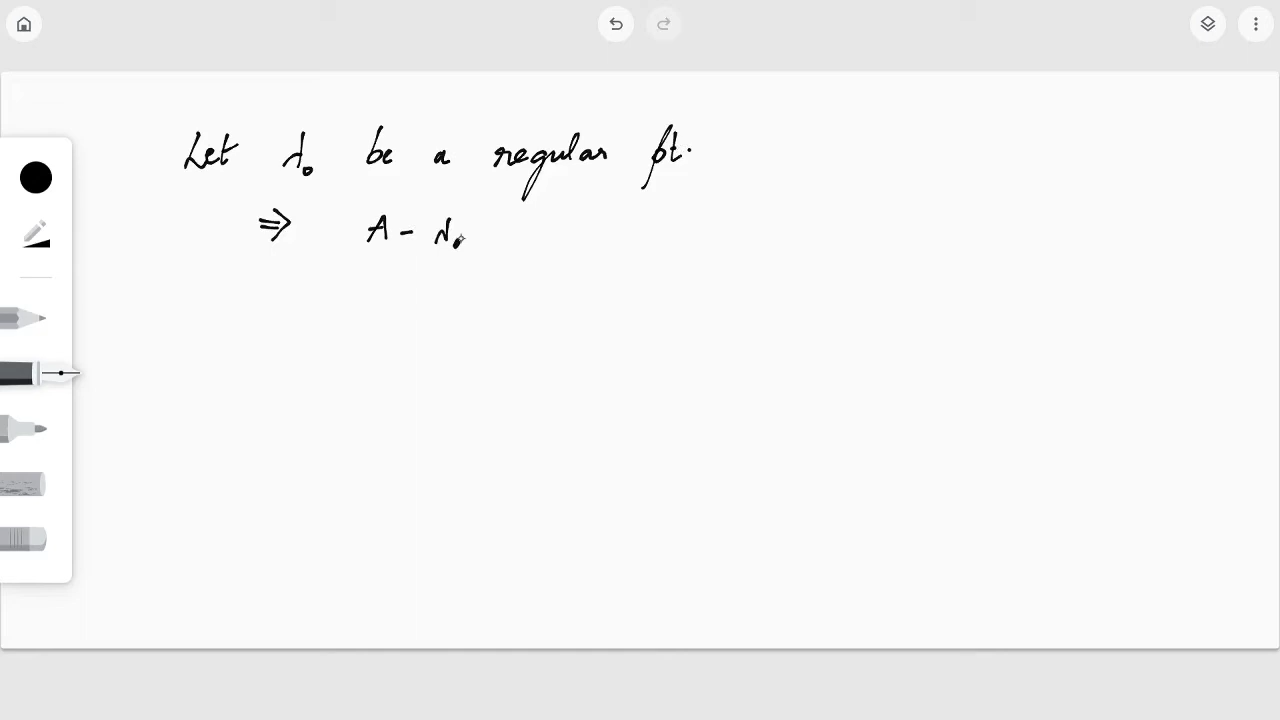 Let λ₀ be a regular pt.
⇒ A - λ₀